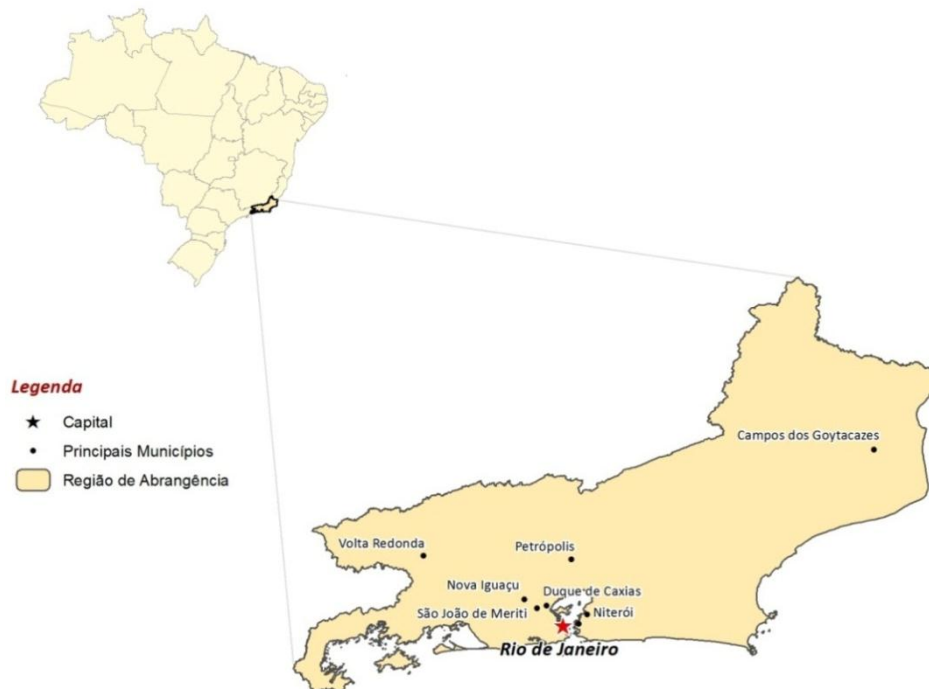 Legenda
Capital
Principais Municípios
Região de Abrangência
Campos dos Goytacazes
Volta Redonda
Petrópolis
Nova Iguaçu
Duque de Caxias
São João de Meriti
Niterói
Rio de Janeiro